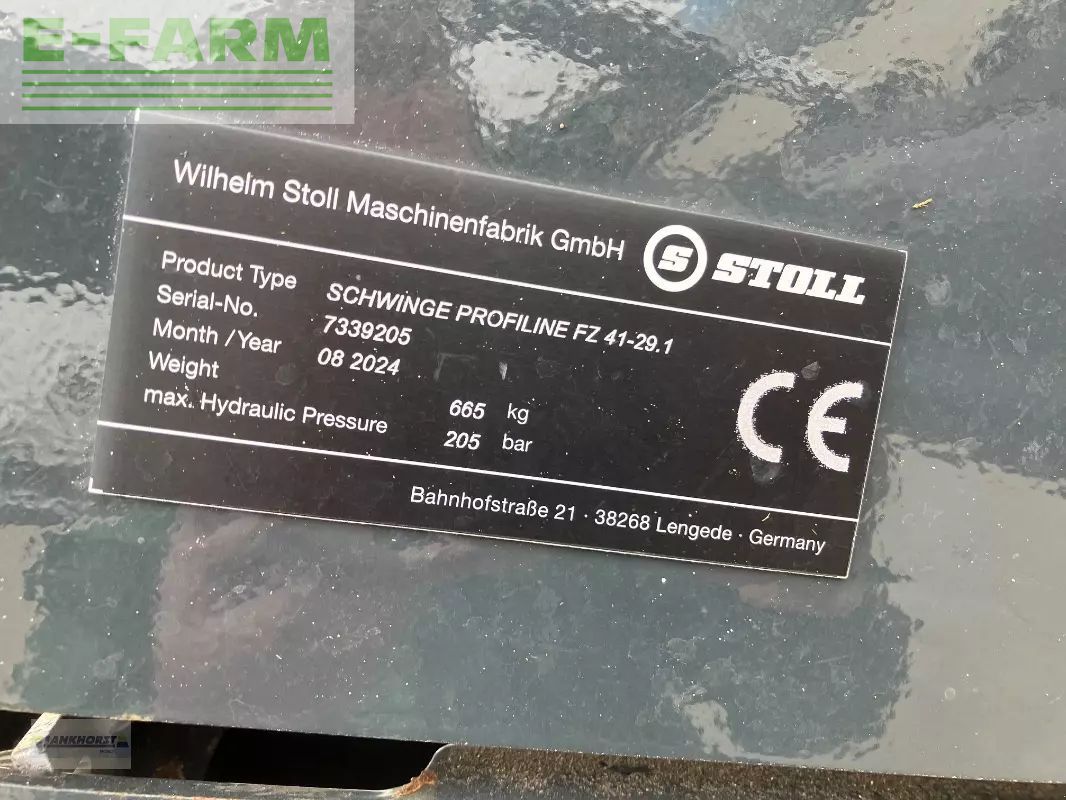 E-FARM
Wilhelm Stoll Maschinenfabrik GmbH
S STOLL
Product Type SCHWINGE PROFILINE FZ 41-29.1
Serial-No. 7339205
Month /Year 08 2024
Weight 665 kg
max. Hydraulic Pressure 205 bar
CE
Bahnhofstraße 21 · 38268 Lengede · Germany
ANKHORST